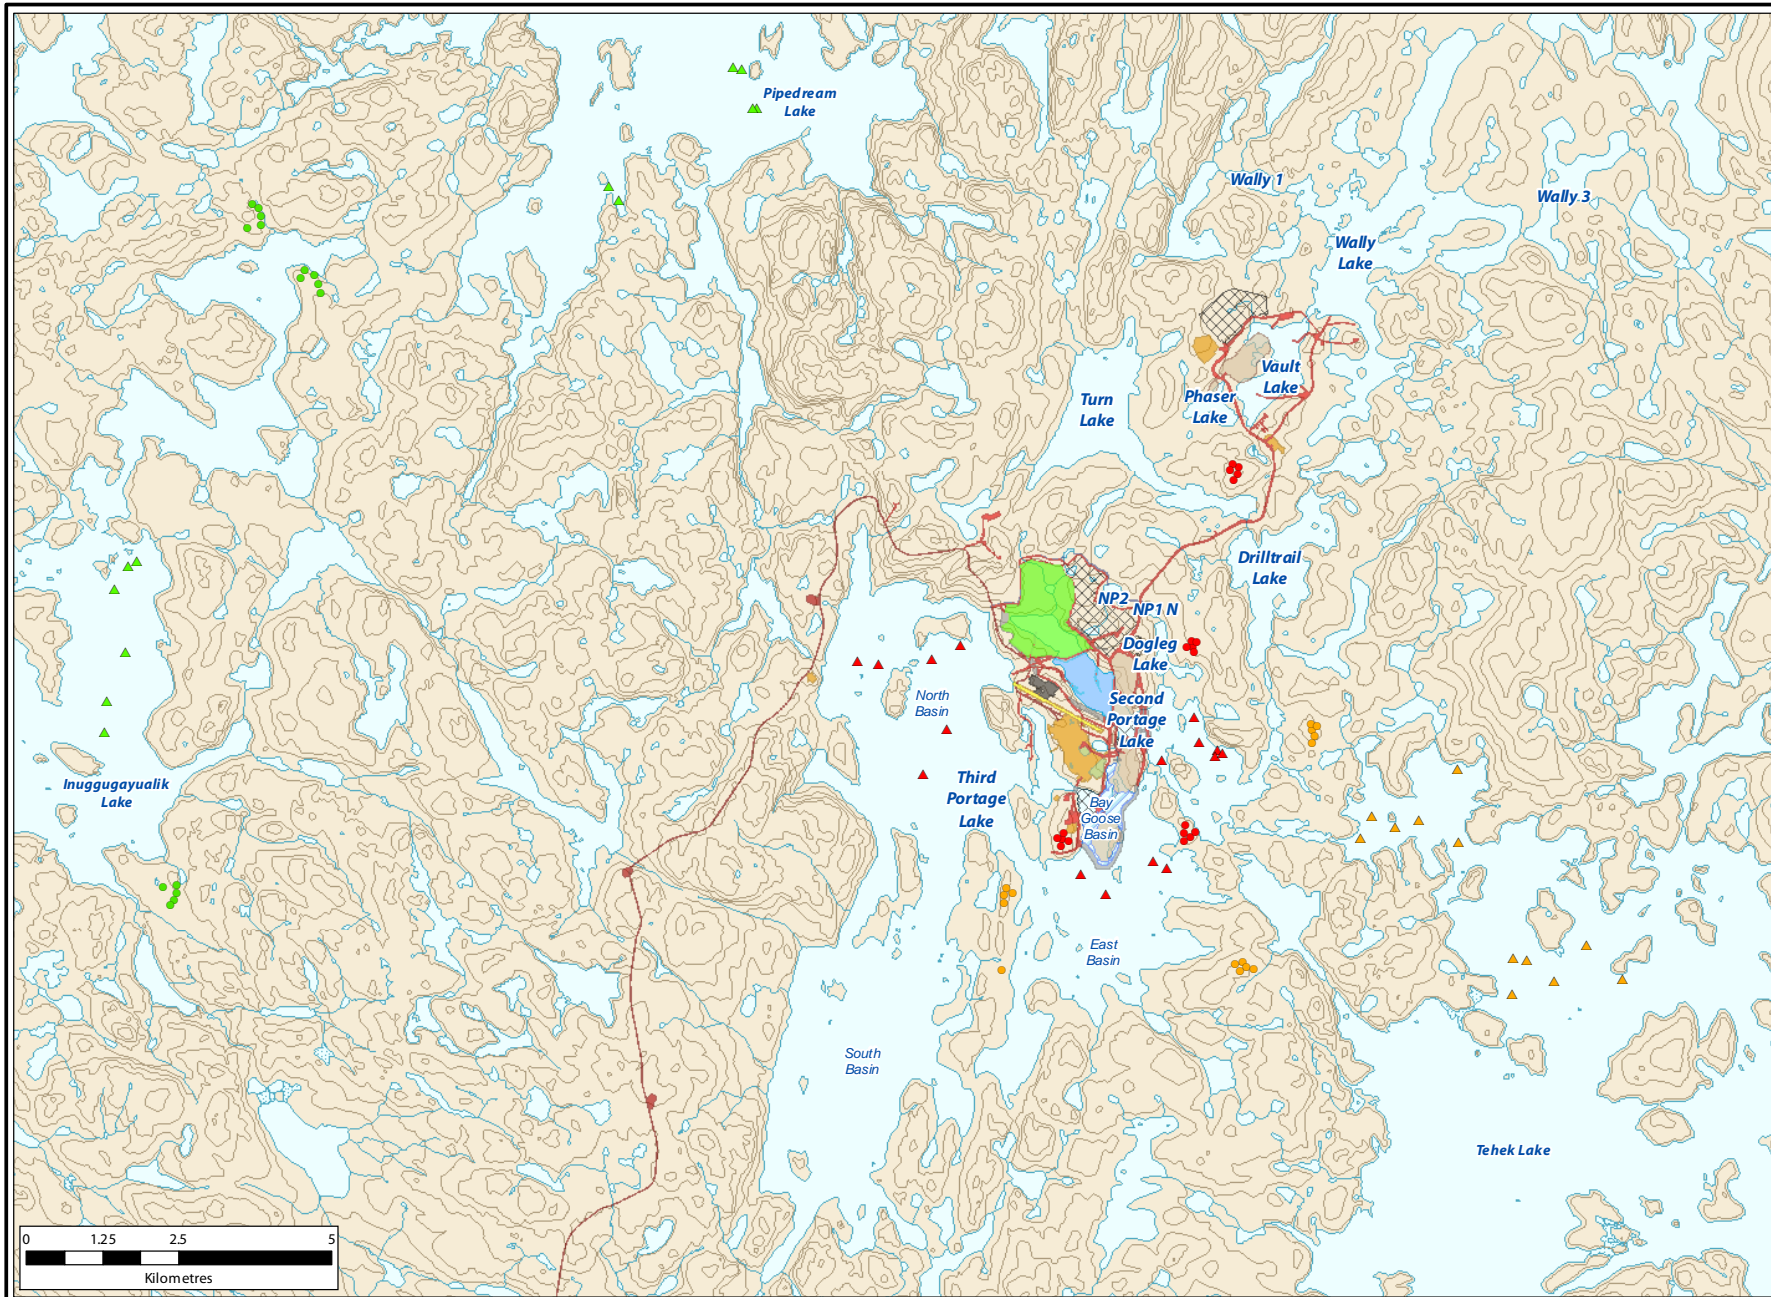 Pipedream
Lake
Wally 1
Wally 3
Wally
Lake
Vault
Lake
Phaser
Lake
Turn
Lake
Drilltrail
Lake
NP2
NP1 N
Dogleg
Lake
North
Basin
Second
Portage
Lake
Third
Portage
Lake
Inuggugayualik
Lake
Bay
Goose
Basin
East
Basin
South
Basin
Tehek Lake
0 1.25 2.5 5
Kilometres